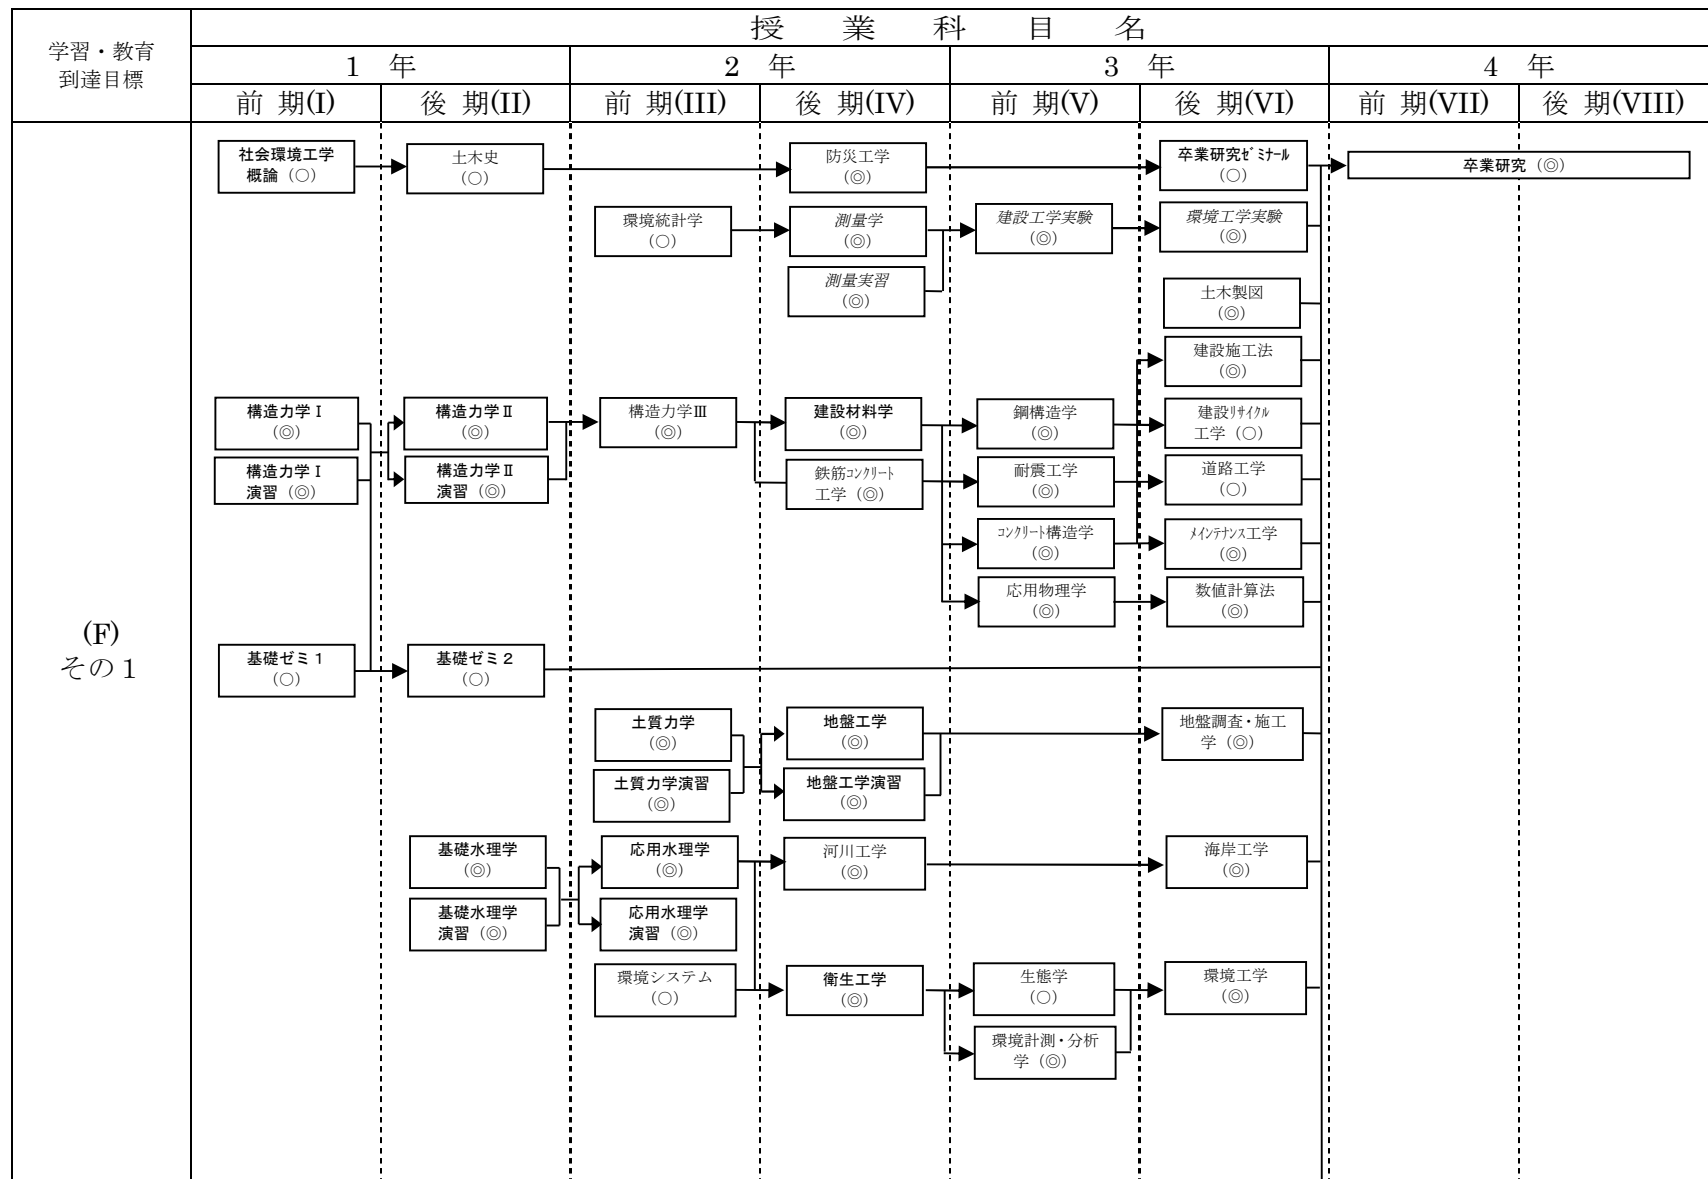 学習・教育
到達目標
授 業 科 目 名
1 年
2 年
3 年
4 年
前 期(I)
後 期(II)
前 期(III)
後 期(IV)
前 期(V)
後 期(VI)
前 期(VII)
後 期(VIII)
(F)
その1
社会環境工学
概論（○）
土木史
（○）
防災工学
（◎）
卒業研究ｾﾞﾐﾅｰﾙ
（○）
卒業研究（◎）
環境統計学
（○）
測量学
（◎）
建設工学実験
（◎）
環境工学実験
（◎）
測量実習
（◎）
土木製図
（◎）
建設施工法
（◎）
構造力学Ⅰ
（◎）
構造力学Ⅱ
（◎）
構造力学Ⅲ
（◎）
建設材料学
（◎）
鋼構造学
（◎）
建設ﾘｻｲｸﾙ
工学（○）
構造力学Ⅰ
演習（◎）
構造力学Ⅱ
演習（◎）
鉄筋ｺﾝｸﾘｰﾄ
工学（◎）
耐震工学
（◎）
道路工学
（○）
ｺﾝｸﾘｰﾄ構造学
（◎）
ﾒｲﾝﾃﾅﾝｽ工学
（◎）
応用物理学
（◎）
数値計算法
（◎）
基礎ゼミ１
（○）
基礎ゼミ２
（○）
土質力学
（◎）
地盤工学
（◎）
地盤調査・施工
学（◎）
土質力学演習
（◎）
地盤工学演習
（◎）
基礎水理学
（◎）
応用水理学
（◎）
河川工学
（◎）
海岸工学
（◎）
基礎水理学
演習（◎）
応用水理学
演習（◎）
環境システム
（○）
衛生工学
（◎）
生態学
（○）
環境工学
（◎）
環境計測・分析
学（◎）